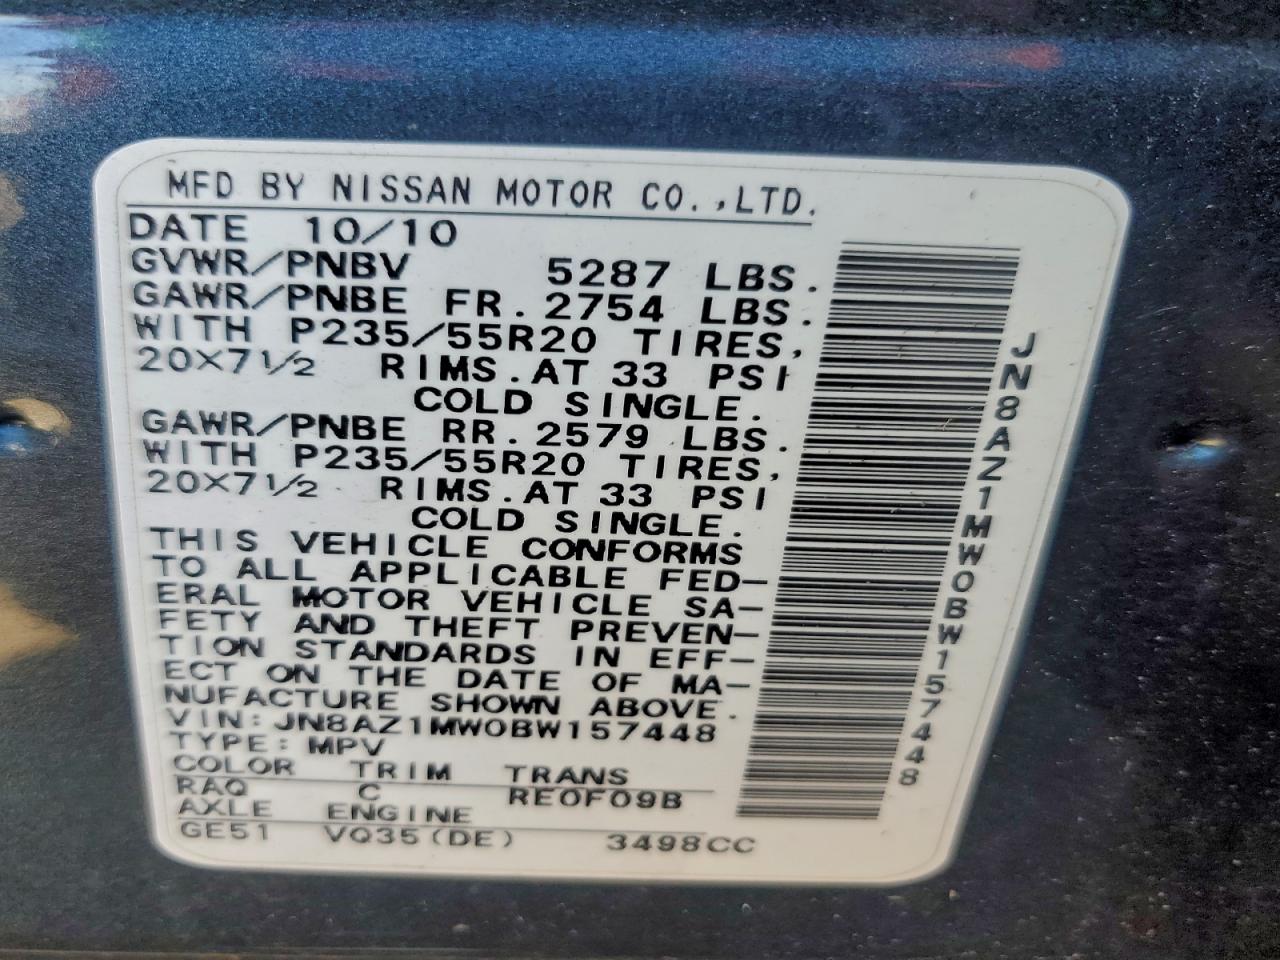 MFD BY NISSAN MOTOR CO.,LTD.
DATE 10/10
GVWR/PNBV 5287 LBS.
GAWR/PNBE FR.2754 LBS.
WITH P235/55R20 TIRES,
20X7 1/2 RIMS.AT 33 PSI
COLD SINGLE.
GAWR/PNBE RR.2579 LBS.
WITH P235/55R20 TIRES,
20X7 1/2 RIMS.AT 33 PSI
COLD SINGLE.
THIS VEHICLE CONFORMS
TO ALL APPLICABLE FED-
ERAL MOTOR VEHICLE SA-
FETY AND THEFT PREVEN-
TION STANDARDS IN EFF-
ECT ON THE DATE OF MA-
NUFACTURE SHOWN ABOVE.
VIN: JN8AZ1MW0BW157448
TYPE: MPV
COLOR TRIM TRANS
RAQ C RE0F09B
AXLE ENGINE
GE51 VQ35(DE) 3498CC
JN8AZ1MW0BW157448